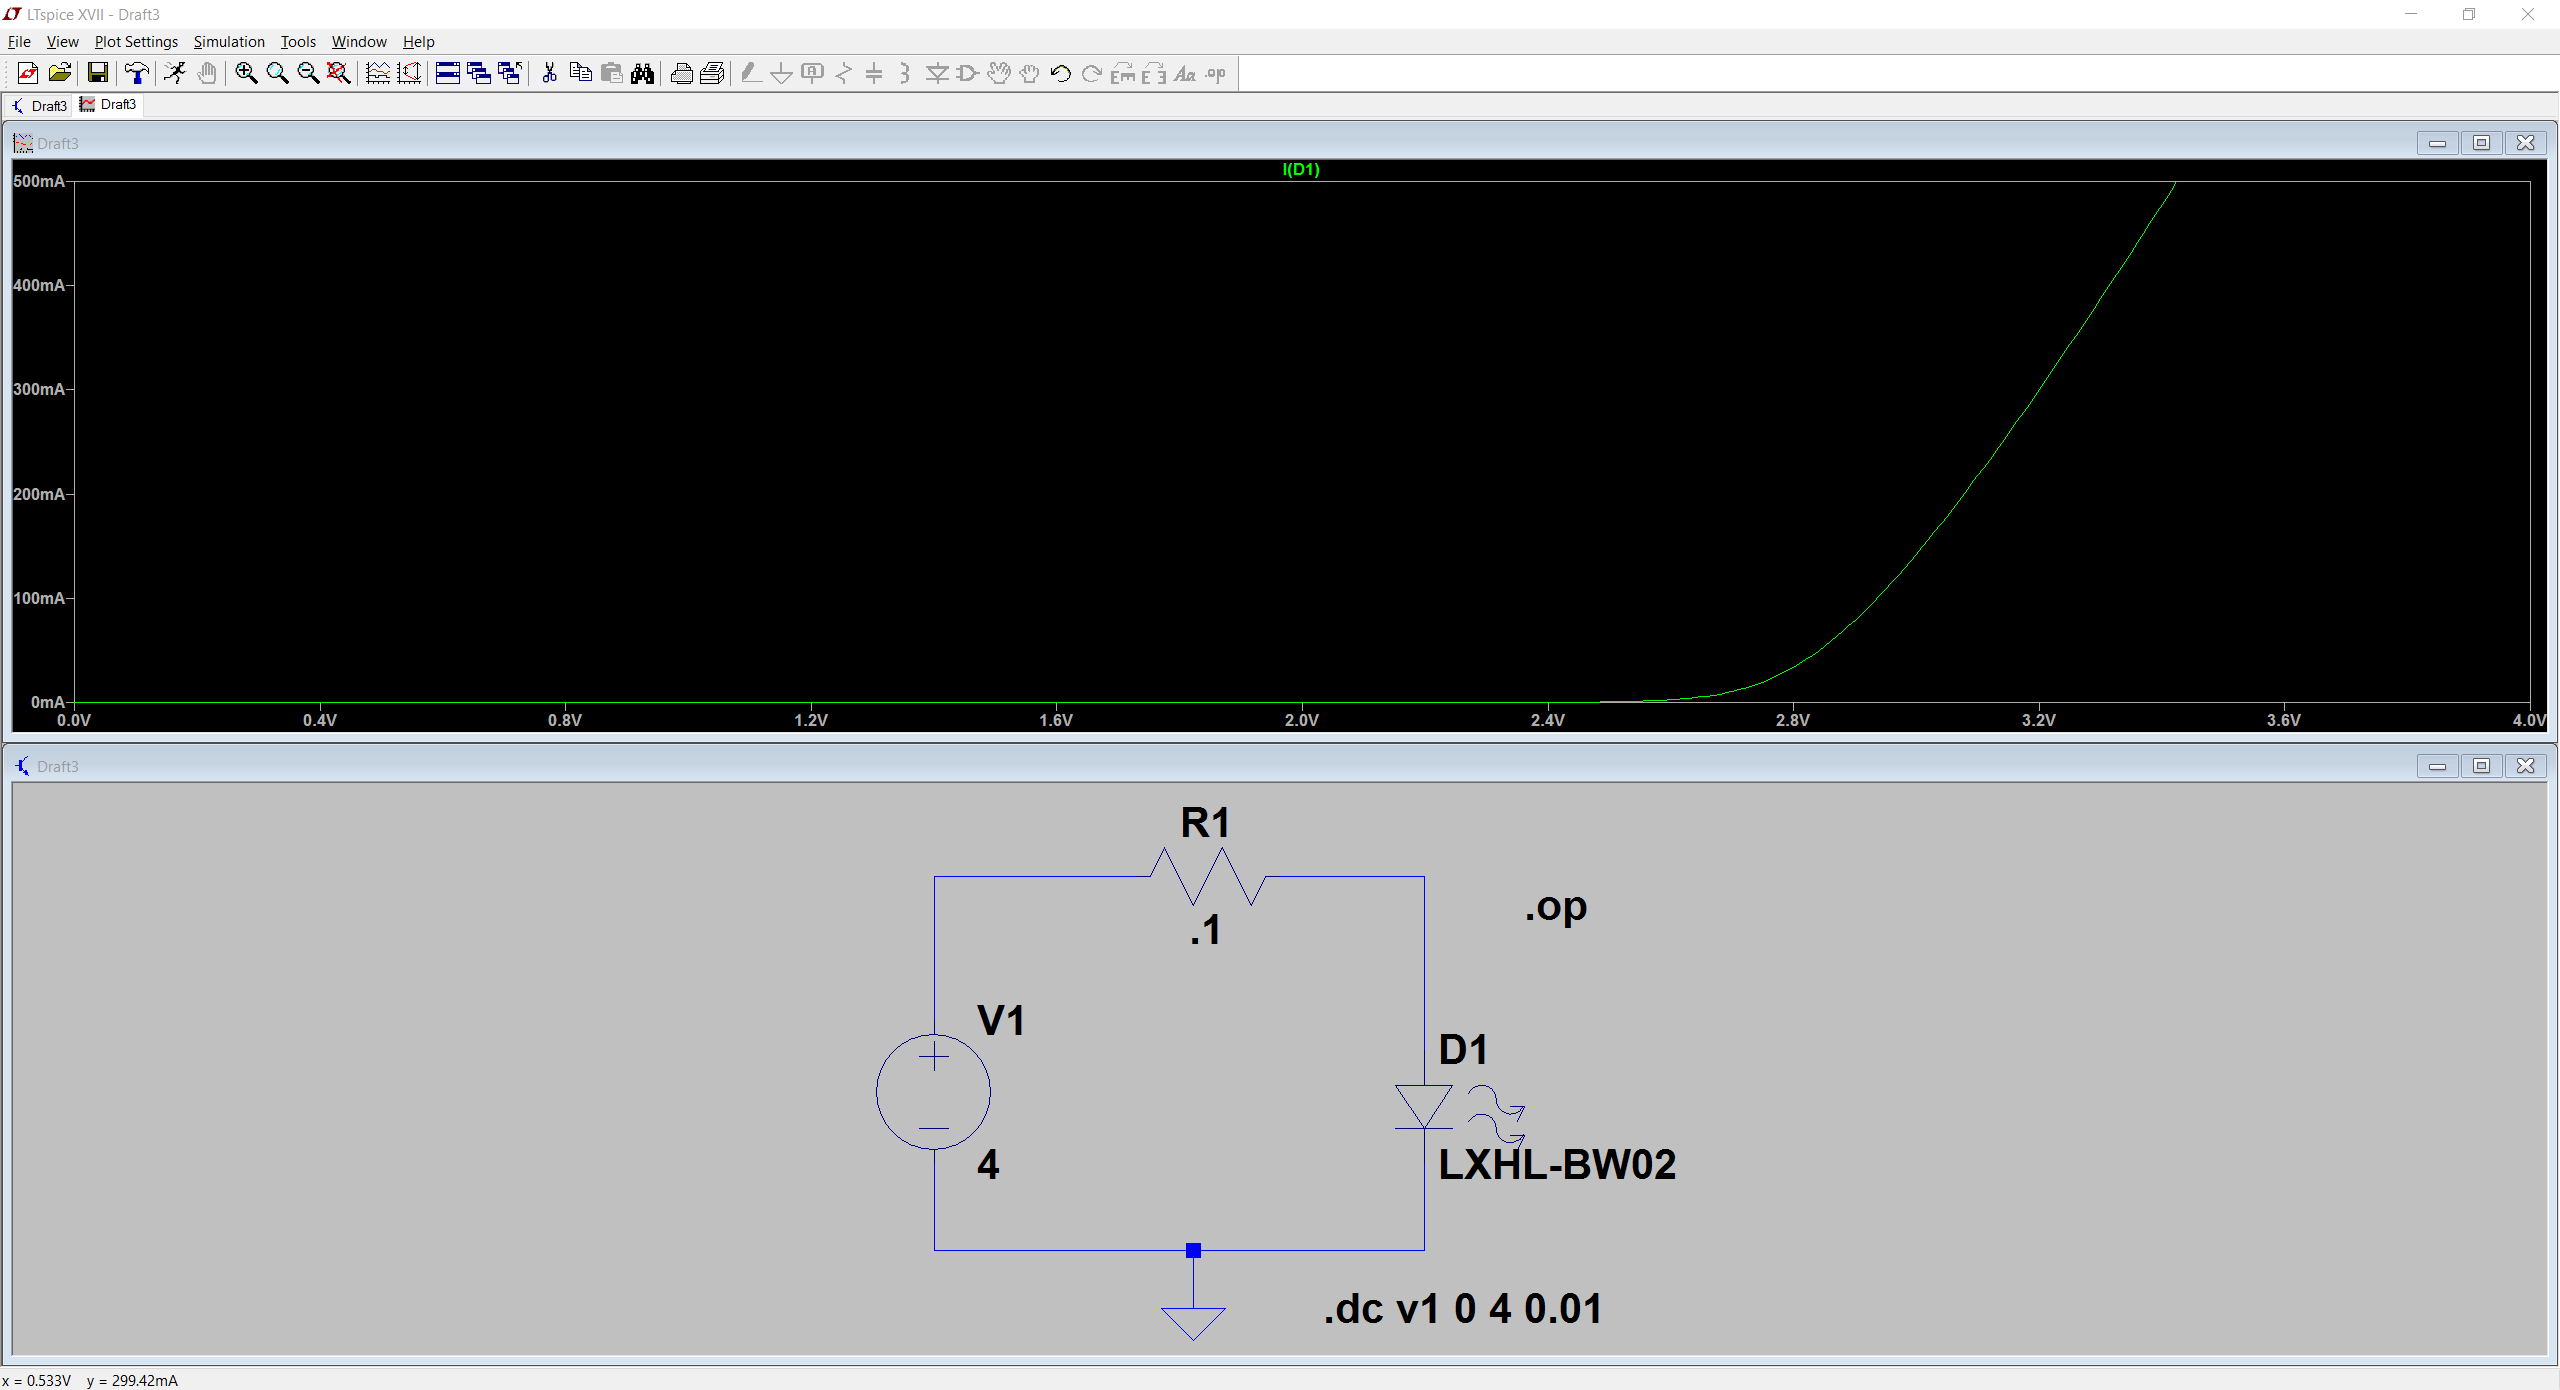 LTspice XVII - Draft3
File View Plot Settings Simulation Tools Window Help
Draft3 Draft3
Draft3
I(D1)
500mA
400mA
300mA
200mA
100mA
0mA
0.0V 0.4V 0.8V 1.2V 1.6V 2.0V 2.4V 2.8V 3.2V 3.6V 4.0V
Draft3
R1
.1
.op
V1
4
D1
LXHL-BW02
.dc v1 0 4 0.01
x = 0.533V y = 299.42mA